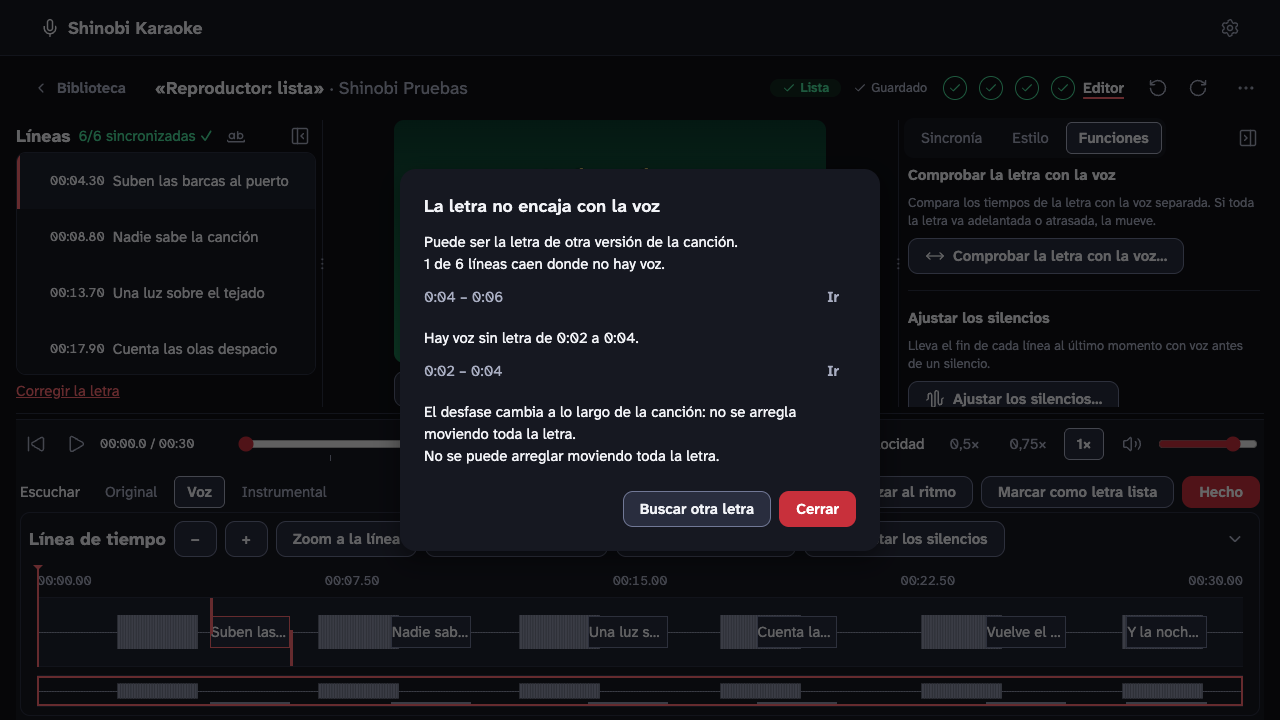 Shinobi Karaoke
Biblioteca
«Reproductor: lista» · Shinobi Pruebas
Lista
Guardado
Editor
Líneas 6/6 sincronizadas
ab
00:04.30 Suben las barcas al puerto
00:08.80 Nadie sabe la canción
00:13.70 Una luz sobre el tejado
00:17.90 Cuenta las olas despacio
Corregir la letra
Sincronía
Estilo
Funciones
Comprobar la letra con la voz
Compara los tiempos de la letra con la voz separada. Si toda
la letra va adelantada o atrasada, la mueve.
Comprobar la letra con la voz...
Ajustar los silencios
Lleva el fin de cada línea al último momento con voz antes
de un silencio.
Ajustar los silencios...
La letra no encaja con la voz
Puede ser la letra de otra versión de la canción.
1 de 6 líneas caen donde no hay voz.
0:04 – 0:06 Ir
Hay voz sin letra de 0:02 a 0:04.
0:02 – 0:04 Ir
El desfase cambia a lo largo de la canción: no se arregla
moviendo toda la letra.
No se puede arreglar moviendo toda la letra.
Buscar otra letra
Cerrar
00:00.0 / 00:30
ocidad 0,5× 0,75× 1×
Escuchar Original Voz Instrumental
zar al ritmo
Marcar como letra lista
Hecho
Línea de tiempo
–
+
Zoom a la línea
tar los silencios
00:00.00 00:07.50 00:15.00 00:22.50 00:30.00
Suben las... Nadie sab... Una luz s... Cuenta la... Vuelve el ... Y la noch...